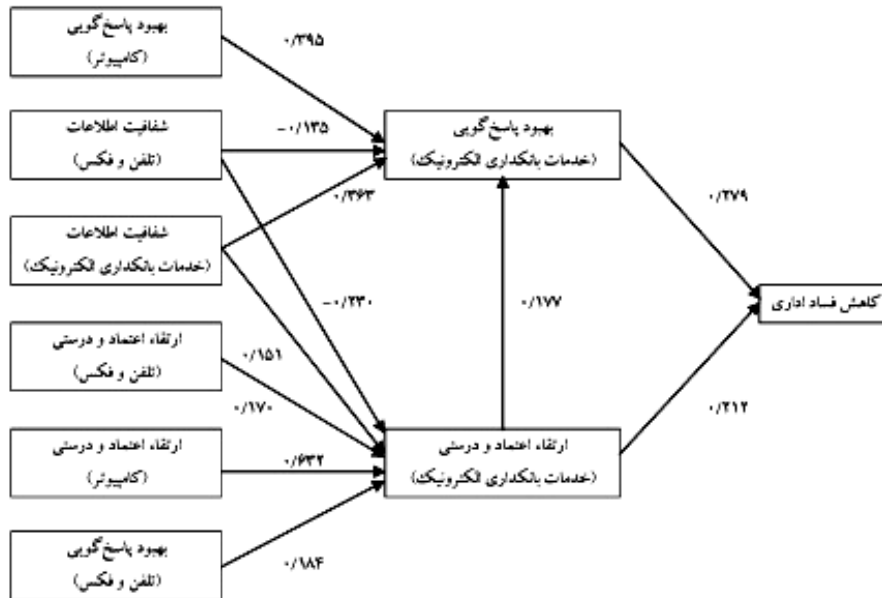 بهبود پاسخ‌گویی
(کامپیوتر)
۰/۳۹۵
شفافیت اطلاعات
(تلفن و فکس)
-۰/۱۳۵
بهبود پاسخ‌گویی
(خدمات بانکداری الکترونیک)
۰/۳۶۳
۰/۲۷۹
شفافیت اطلاعات
(خدمات بانکداری الکترونیک)
-۰/۲۳۰
۰/۱۷۷
کاهش فساد اداری
ارتقاء اعتماد و درستی
(تلفن و فکس)
۰/۱۵۱
۰/۱۷۰
۰/۲۱۲
ارتقاء اعتماد و درستی
(کامپیوتر)
۰/۶۳۲
ارتقاء اعتماد و درستی
(خدمات بانکداری الکترونیک)
بهبود پاسخ‌گویی
(تلفن و فکس)
۰/۱۸۴